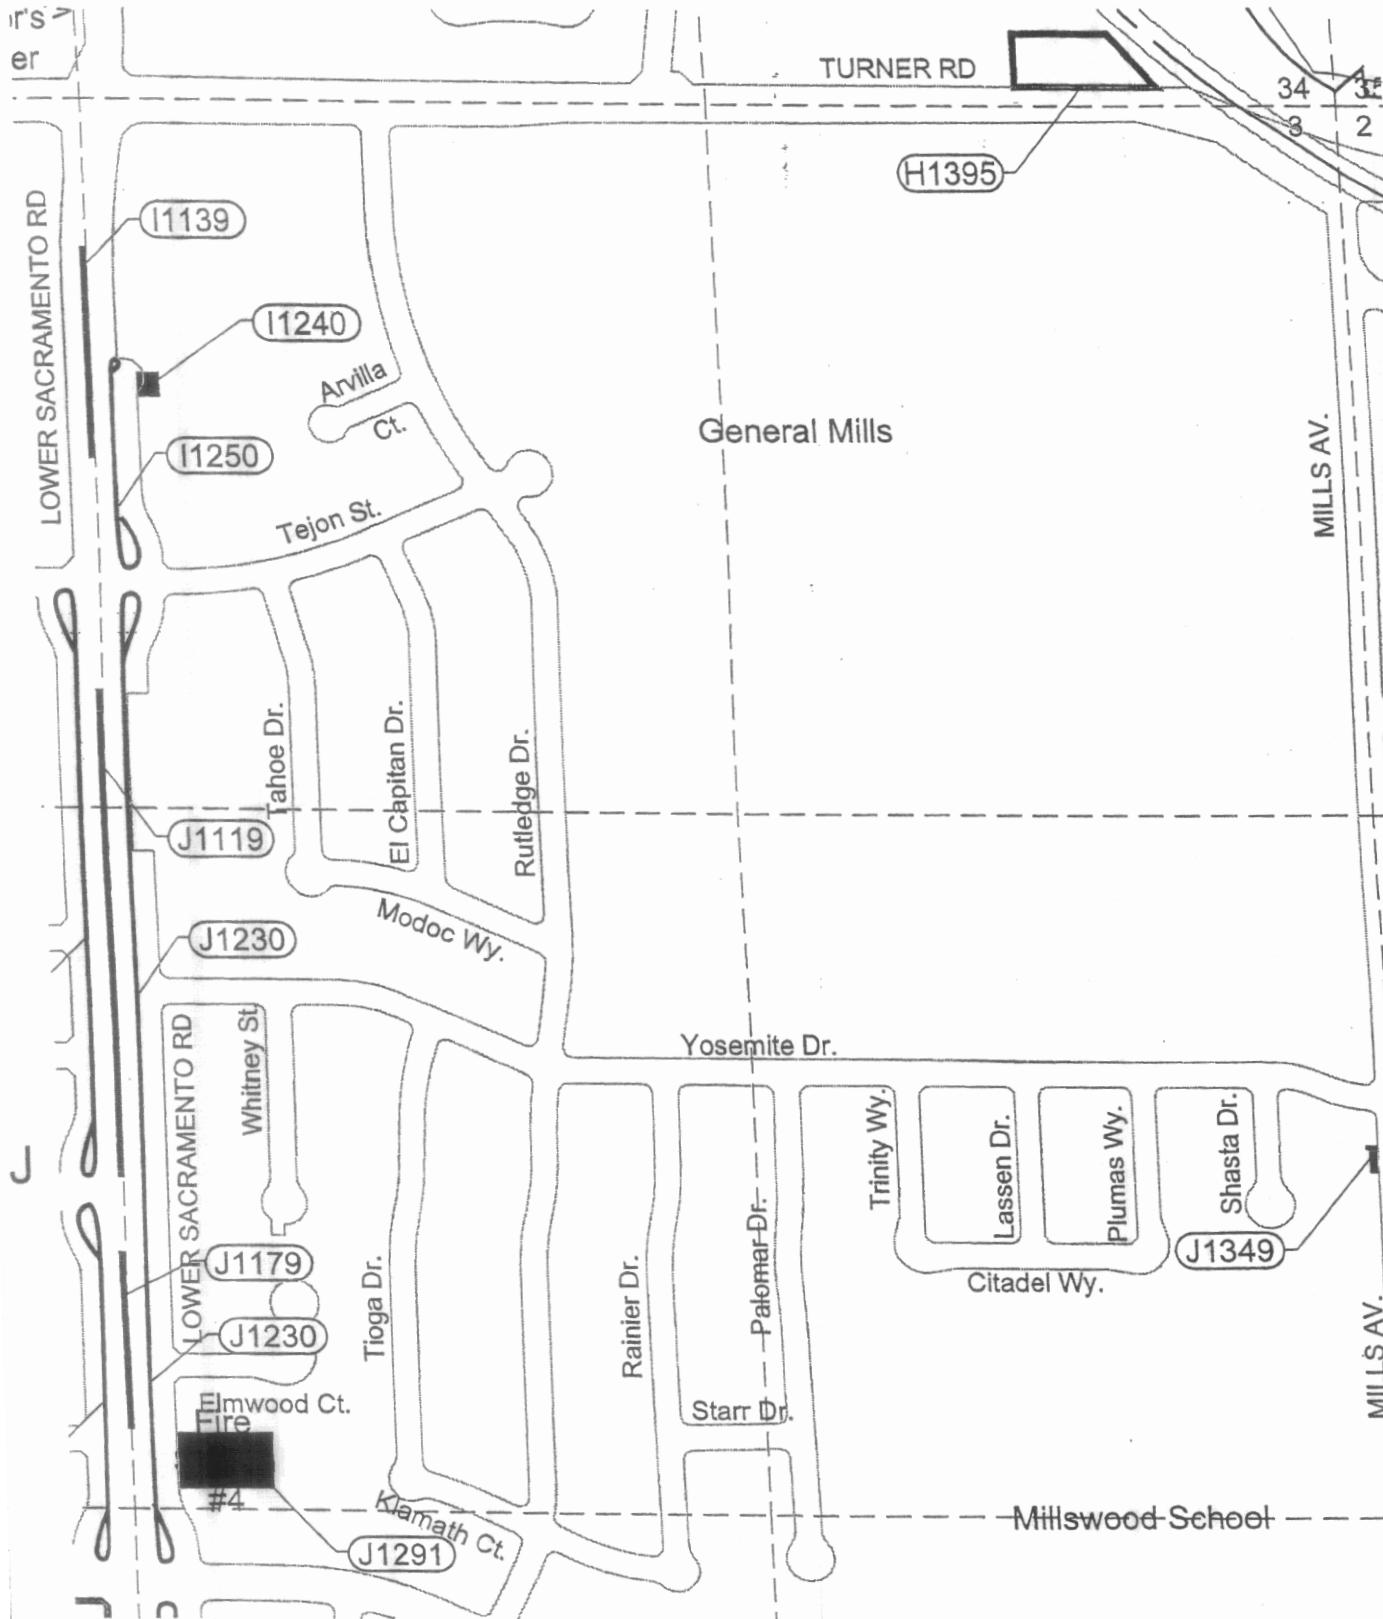 r's >
er
TURNER RD
34
3
2
H1395
I1139
LOWER SACRAMENTO RD
I1240
Arvilla
Ct.
General Mills
I1250
MILLS AV.
Tejon St.
Tahoe Dr.
El Capitan Dr.
Rutledge Dr.
J1119
Modoc Wy.
J1230
Yosemite Dr.
Whitney St
LOWER SACRAMENTO RD
J
Trinity Wy.
Lassen Dr.
Plumas Wy.
Shasta Dr.
Palomar Dr.
J1349
J1179
Citadel Wy.
Tioga Dr.
Rainier Dr.
J1230
MILLS AV.
Elmwood Ct.
Starr Dr.
Fire
#4
Klamath Ct.
Millswood School
J1291